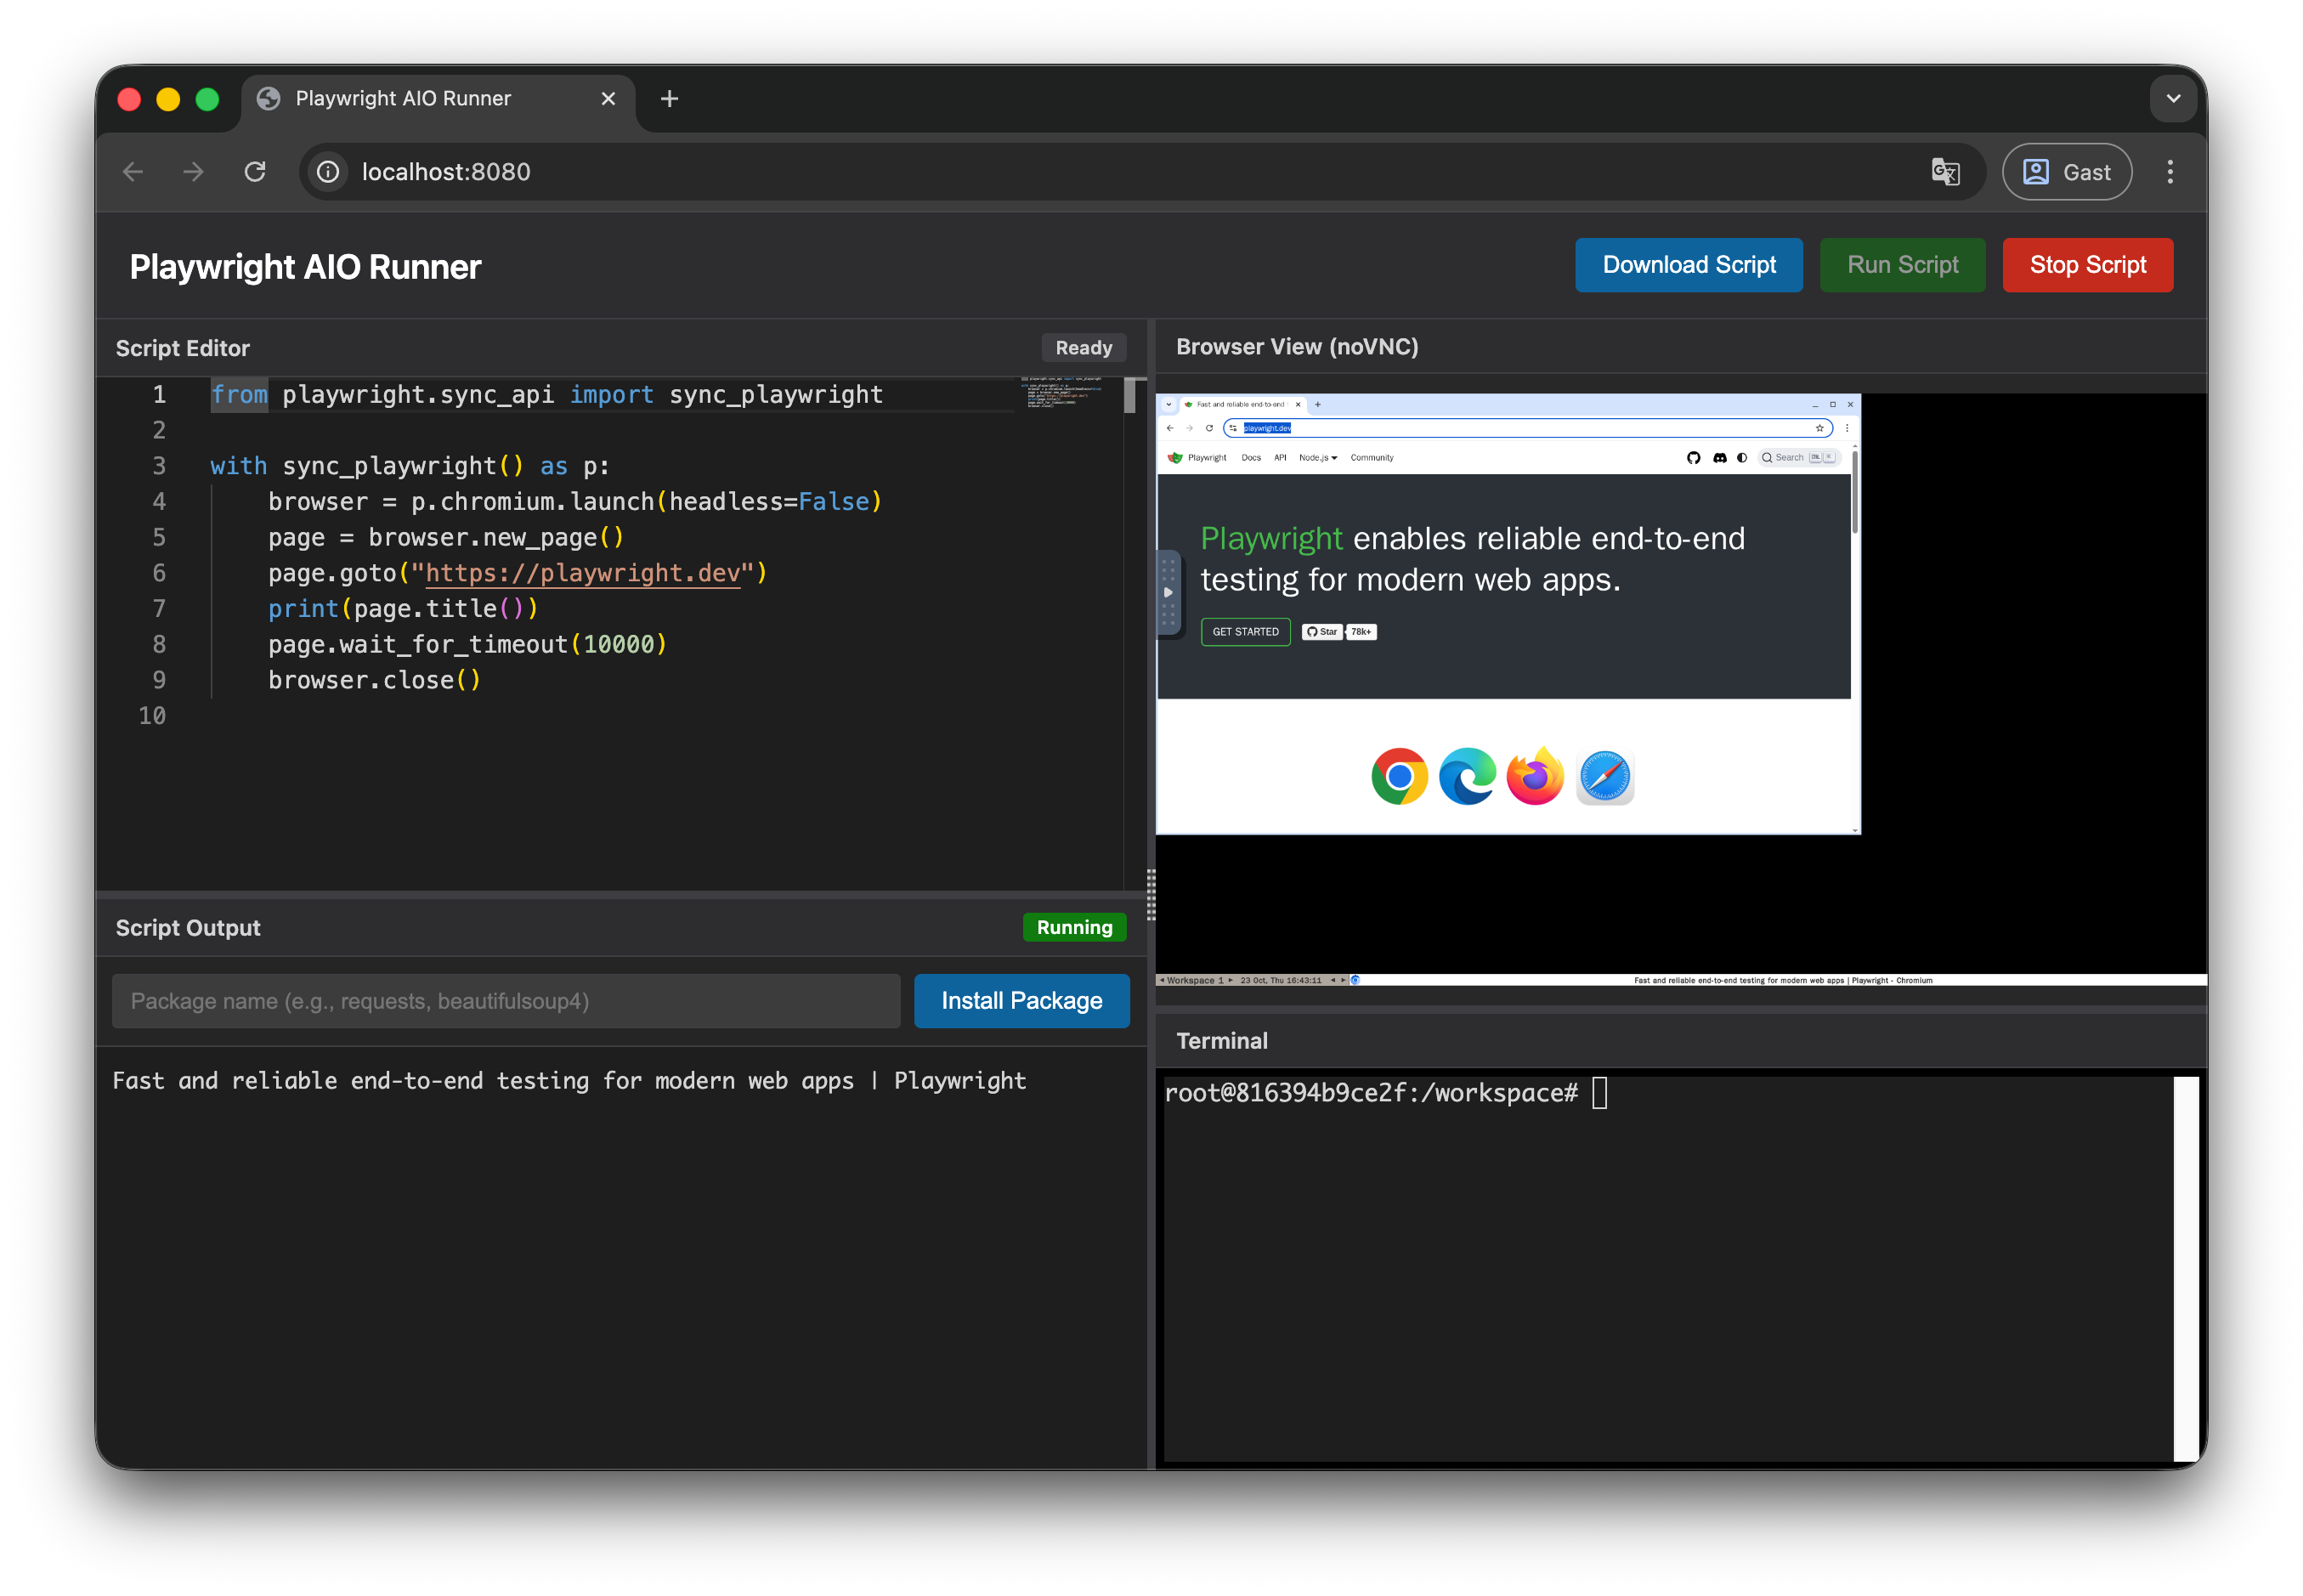 Playwright AIO Runner
localhost:8080
Gast
Playwright AIO Runner
Download Script
Run Script
Stop Script
Script Editor
Ready
1 from playwright.sync_api import sync_playwright
2
3 with sync_playwright() as p:
4 browser = p.chromium.launch(headless=False)
5 page = browser.new_page()
6 page.goto("https://playwright.dev")
7 print(page.title())
8 page.wait_for_timeout(10000)
9 browser.close()
10
Script Output
Running
Package name (e.g., requests, beautifulsoup4)
Install Package
Fast and reliable end-to-end testing for modern web apps | Playwright
Browser View (noVNC)
Fast and reliable end-to-end
playwright.dev
Playwright Docs API Node.js Community
Search
Playwright enables reliable end-to-end
testing for modern web apps.
GET STARTED
Star 78k+
Workspace 1 23 Oct, Thu 16:43:11
Fast and reliable end-to-end testing for modern web apps | Playwright - Chromium
Terminal
root@816394b9ce2f:/workspace#